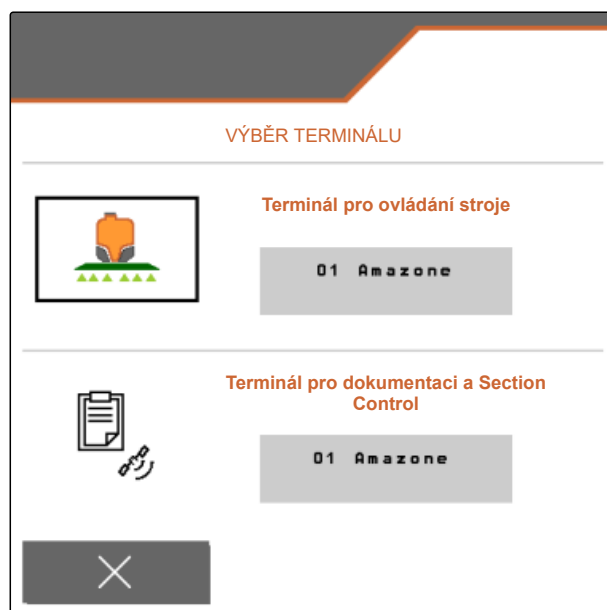 VÝBĚR TERMINÁLU
Terminál pro ovládání stroje
01 Amazone
Terminál pro dokumentaci a Section
Control
01 Amazone